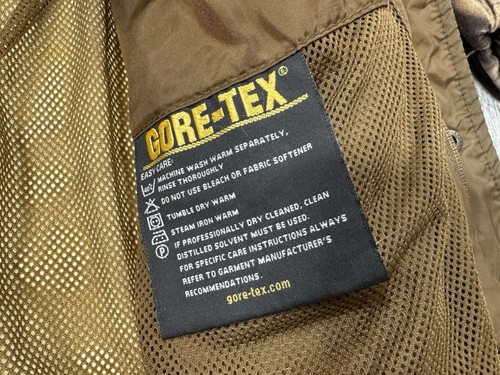 GORE-TEX®
EASY CARE:
MACHINE WASH WARM SEPARATELY,
RINSE THOROUGHLY
DO NOT USE BLEACH OR FABRIC SOFTENER
TUMBLE DRY WARM
STEAM IRON WARM
IF PROFESSIONALLY DRY CLEANED, CLEAN
DISTILLED SOLVENT MUST BE USED.
FOR SPECIFIC CARE INSTRUCTIONS ALWAYS
REFER TO GARMENT MANUFACTURER'S
RECOMMENDATIONS.
gore-tex.com